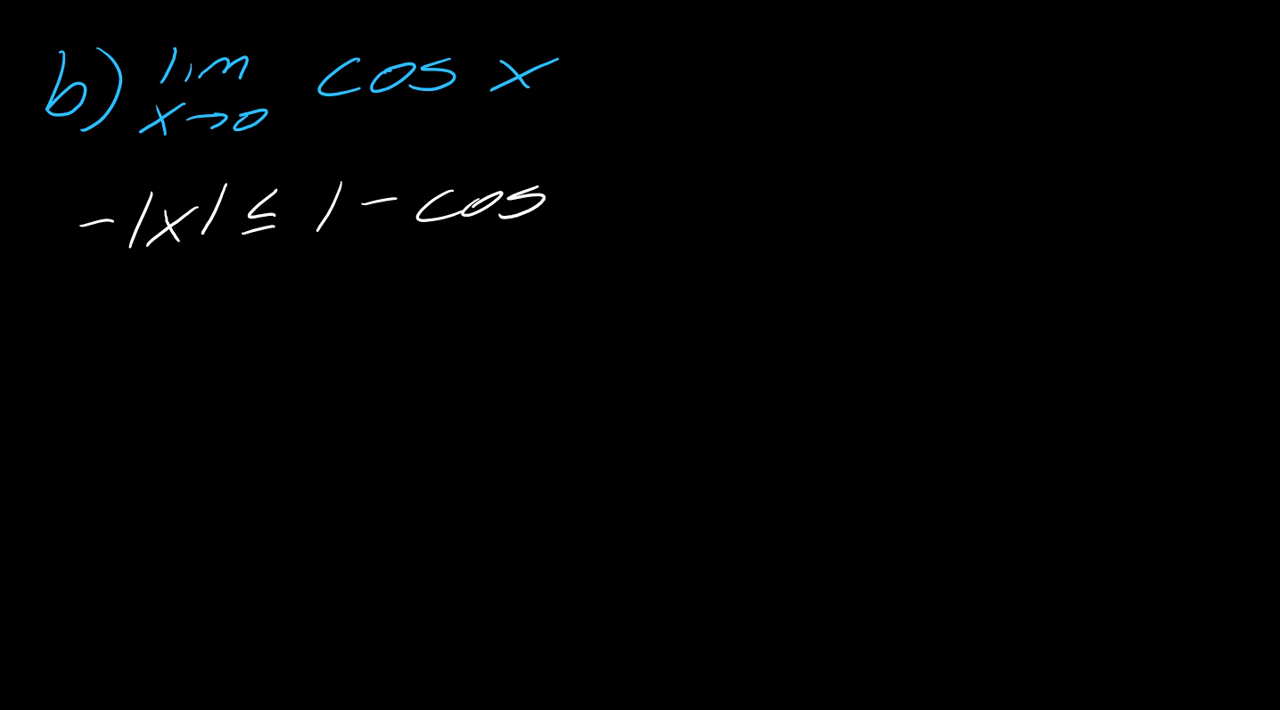 b) lim cos x
x→0
-|x| ≤ 1 - cos